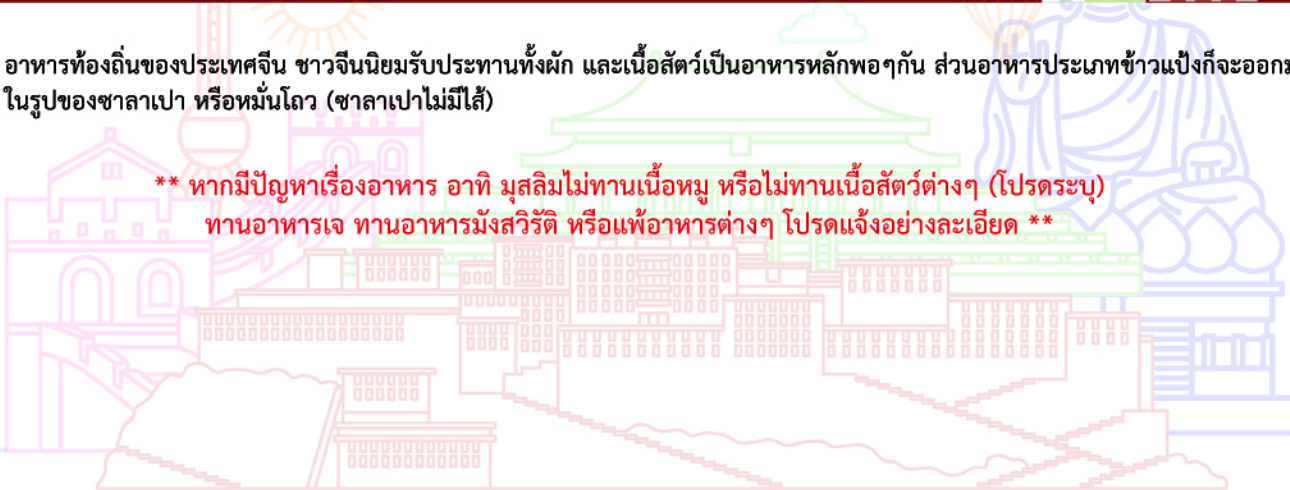 อาหารท้องถิ่นของประเทศจีน ชาวจีนนิยมรับประทานทั้งผัก และเนื้อสัตว์เป็นอาหารหลักพอๆกัน ส่วนอาหารประเภทข้าวแป้งก็จะออกม
ในรูปของซาลาเปา หรือหมั่นโถว (ซาลาเปาไม่มีไส้)
** หากมีปัญหาเรื่องอาหาร อาทิ มุสลิมไม่ทานเนื้อหมู หรือไม่ทานเนื้อสัตว์ต่างๆ (โปรดระบุ)
ทานอาหารเจ ทานอาหารมังสวิรัติ หรือแพ้อาหารต่างๆ โปรดแจ้งอย่างละเอียด **